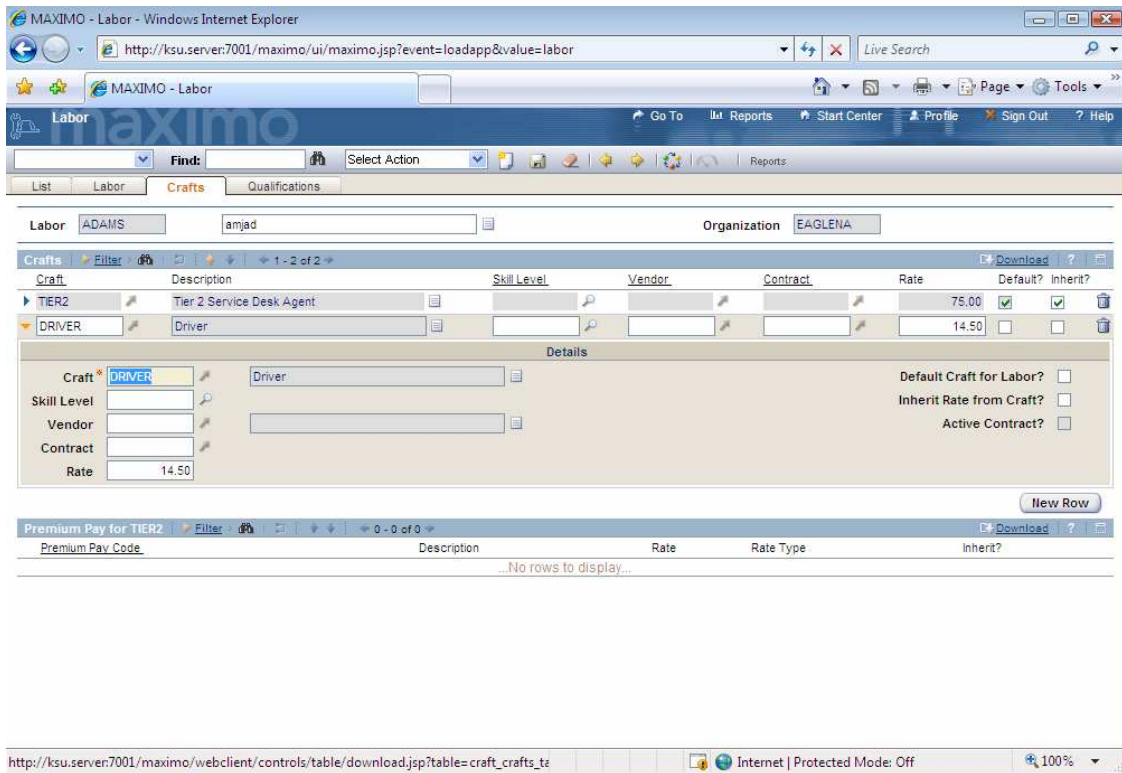 MAXIMO - Labor - Windows Internet Explorer
http://ksu.server:7001/maximo/ui/maximo.jsp?event=loadapp&value=labor Live Search
MAXIMO - Labor Page Tools
Labor maximo Go To Reports Start Center Profile Sign Out ? Help
Find: Select Action Reports
List Labor Crafts Qualifications
Labor ADAMS amjad Organization EAGLENA
Crafts Filter 1 - 2 of 2 Download ?
Craft Description Skill Level Vendor Contract Rate Default? Inherit?
TIER2 Tier 2 Service Desk Agent 75.00
DRIVER Driver 14.50
Details
Craft * DRIVER Driver Default Craft for Labor?
Skill Level Inherit Rate from Craft?
Vendor Active Contract?
Contract
Rate 14.50
New Row
Premium Pay for TIER2 Filter 0 - 0 of 0 Download ?
Premium Pay Code Description Rate Rate Type Inherit?
...No rows to display...
http://ksu.server:7001/maximo/webclient/controls/table/download.jsp?table=craft_crafts_ta Internet | Protected Mode: Off 100%